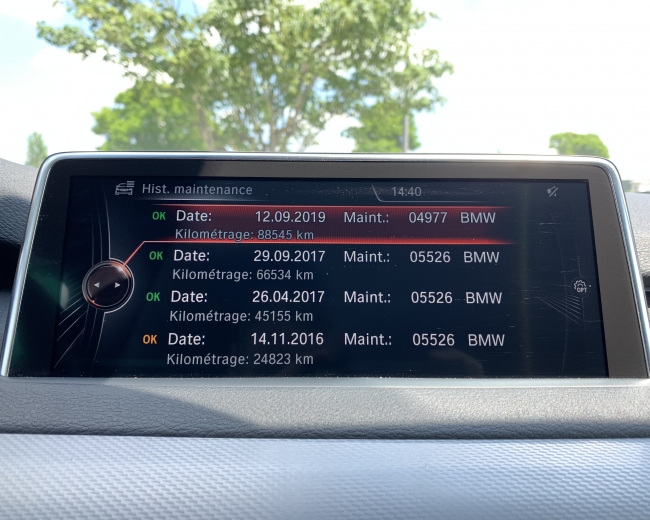 Hist. maintenance 14:40
OK Date: 12.09.2019 Maint.: 04977 BMW
Kilométrage: 88545 km
OK Date: 29.09.2017 Maint.: 05526 BMW
Kilométrage: 66534 km
OK Date: 26.04.2017 Maint.: 05526 BMW
Kilométrage: 45155 km
OK Date: 14.11.2016 Maint.: 05526 BMW
Kilométrage: 24823 km
OPT